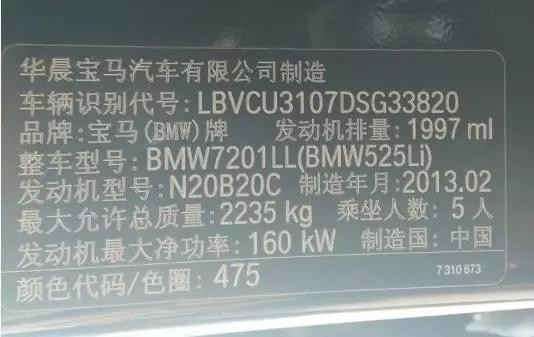 华晨宝马汽车有限公司制造
车辆识别代号: LBVCU3107DSG33820
品牌: 宝马(BMW)牌 发动机排量: 1997 ml
整车型号: BMW7201LL(BMW525Li)
发动机型号: N20B20C 制造年月: 2013.02
最大允许总质量: 2235 kg 乘坐人数: 5 人
发动机最大净功率: 160 kW 制造国: 中国
颜色代码/色圈: 475 7 310 673